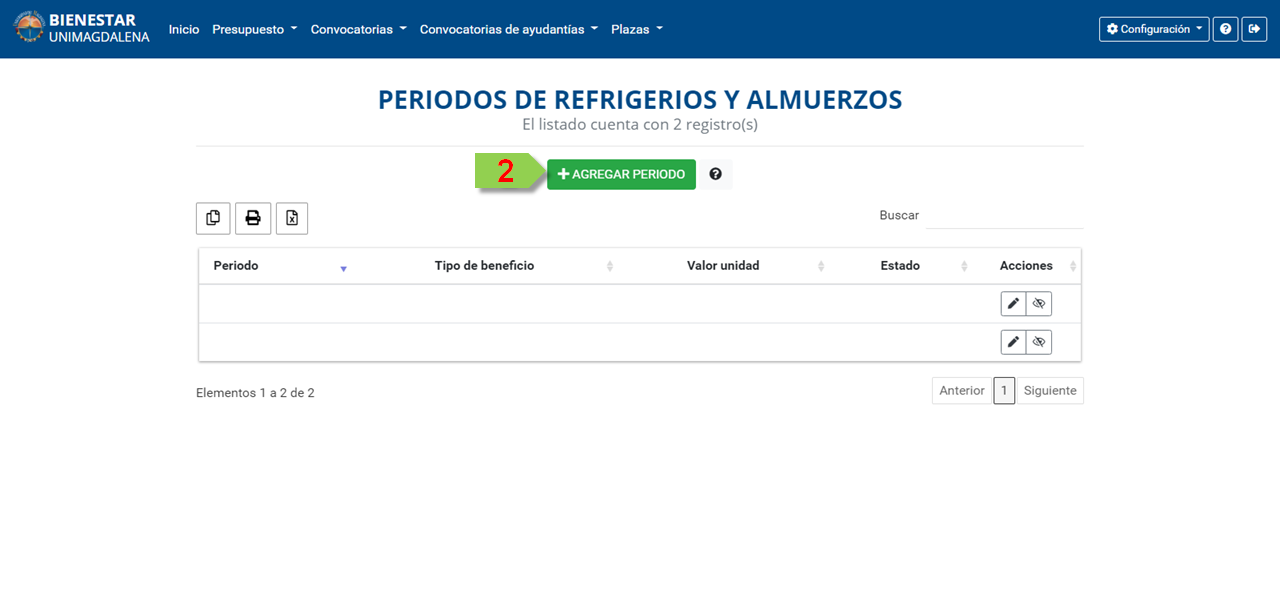 BIENESTAR
UNIMAGDALENA
Inicio Presupuesto Convocatorias Convocatorias de ayudantías Plazas Configuración
PERIODOS DE REFRIGERIOS Y ALMUERZOS
El listado cuenta con 2 registro(s)
2 AGREGAR PERIODO
Buscar
Periodo Tipo de beneficio Valor unidad Estado Acciones
Elementos 1 a 2 de 2
Anterior 1 Siguiente